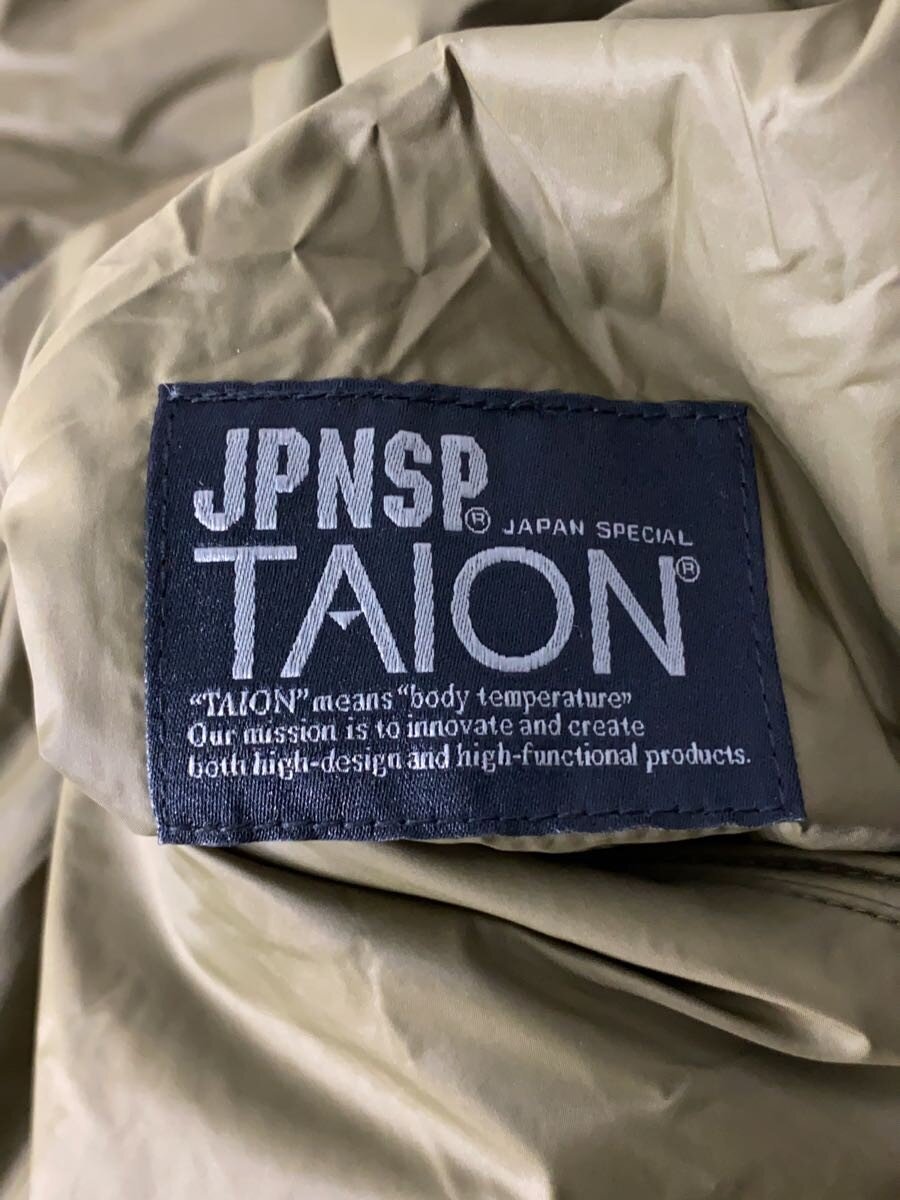 JPNSP® JAPAN SPECIAL
TAION®
“TAION” means “body temperature”
Our mission is to innovate and create
both high-design and high-functional products.